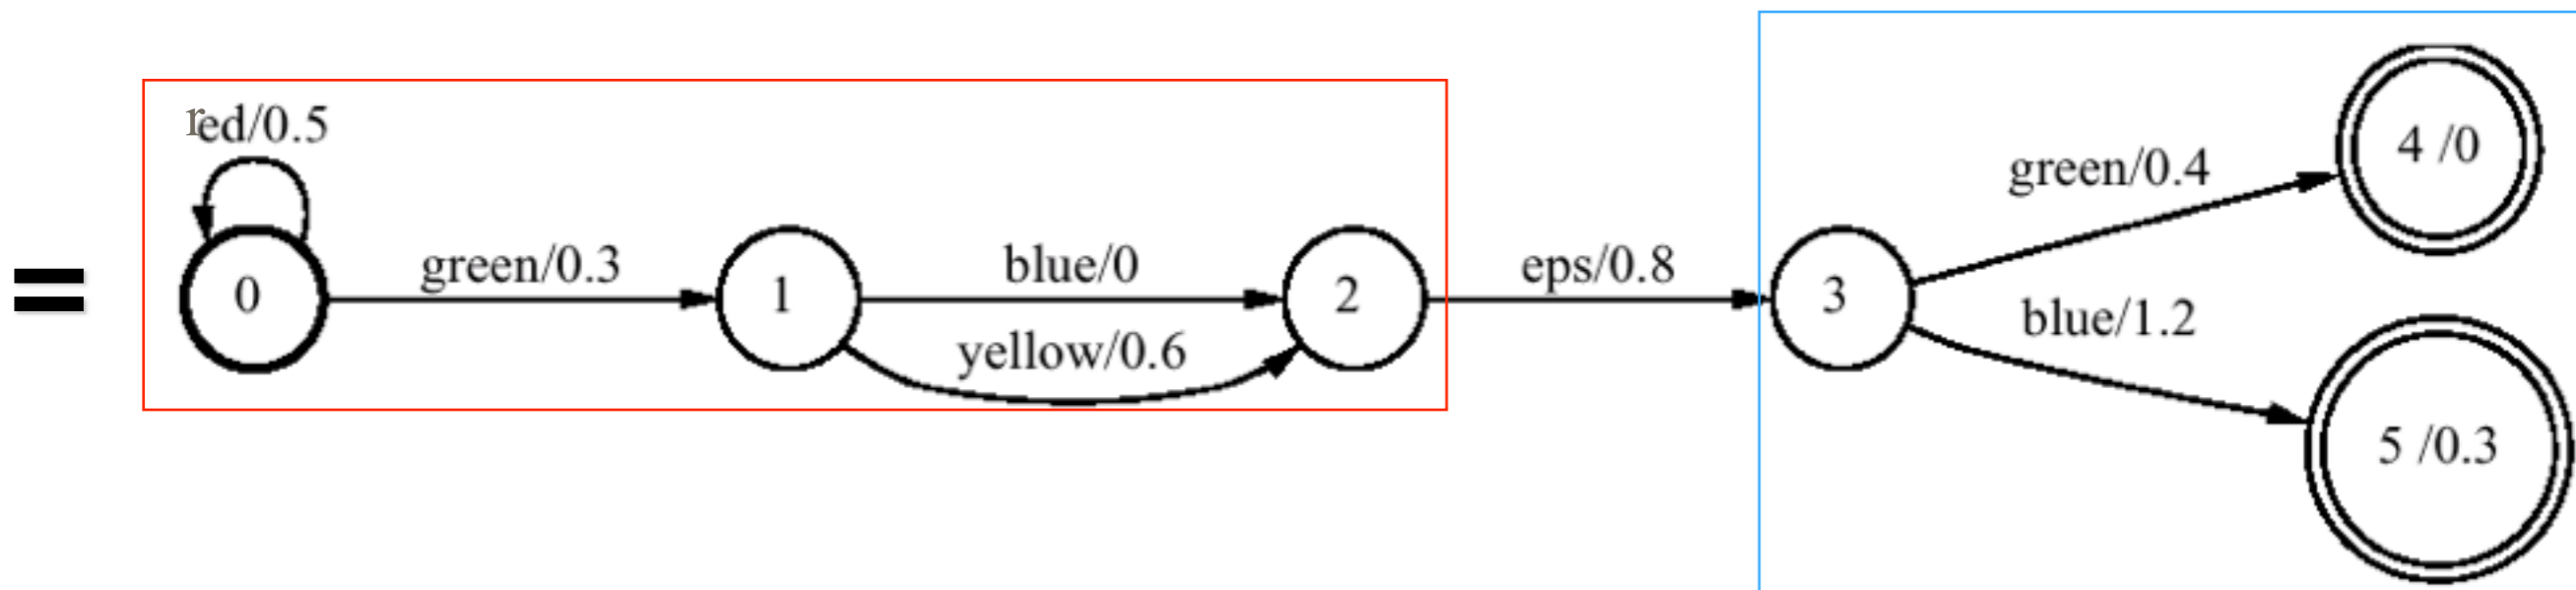 =
red/0.5
0
green/0.3
1
blue/0
yellow/0.6
2
eps/0.8
3
green/0.4
4 /0
blue/1.2
5 /0.3